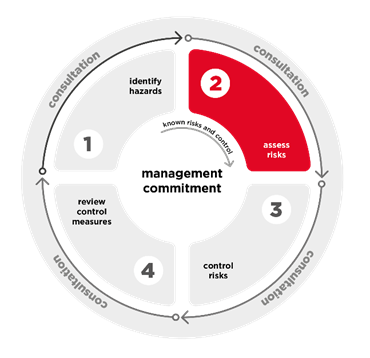 consultation
consultation
identify
hazards
1
2
assess
risks
known risks and control
management
commitment
review
control
measures
4
3
control
risks
consultation
consultation